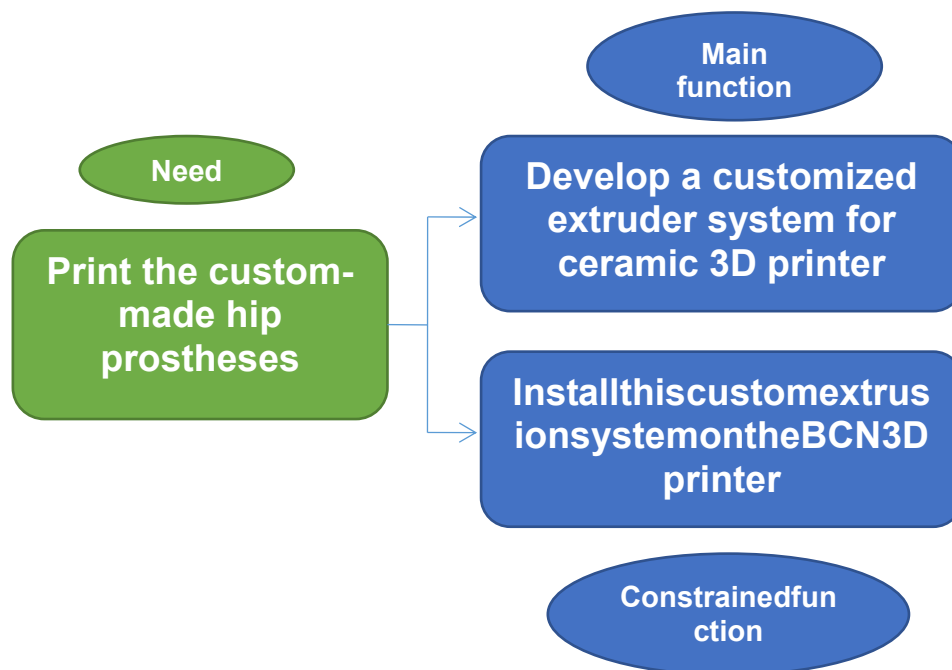 Main
function
Need
Develop a customized
extruder system for
ceramic 3D printer
Print the custom-
made hip
prostheses
Installthiscustomextrus
ionsystemontheBCN3D
printer
Constrainedfun
ction